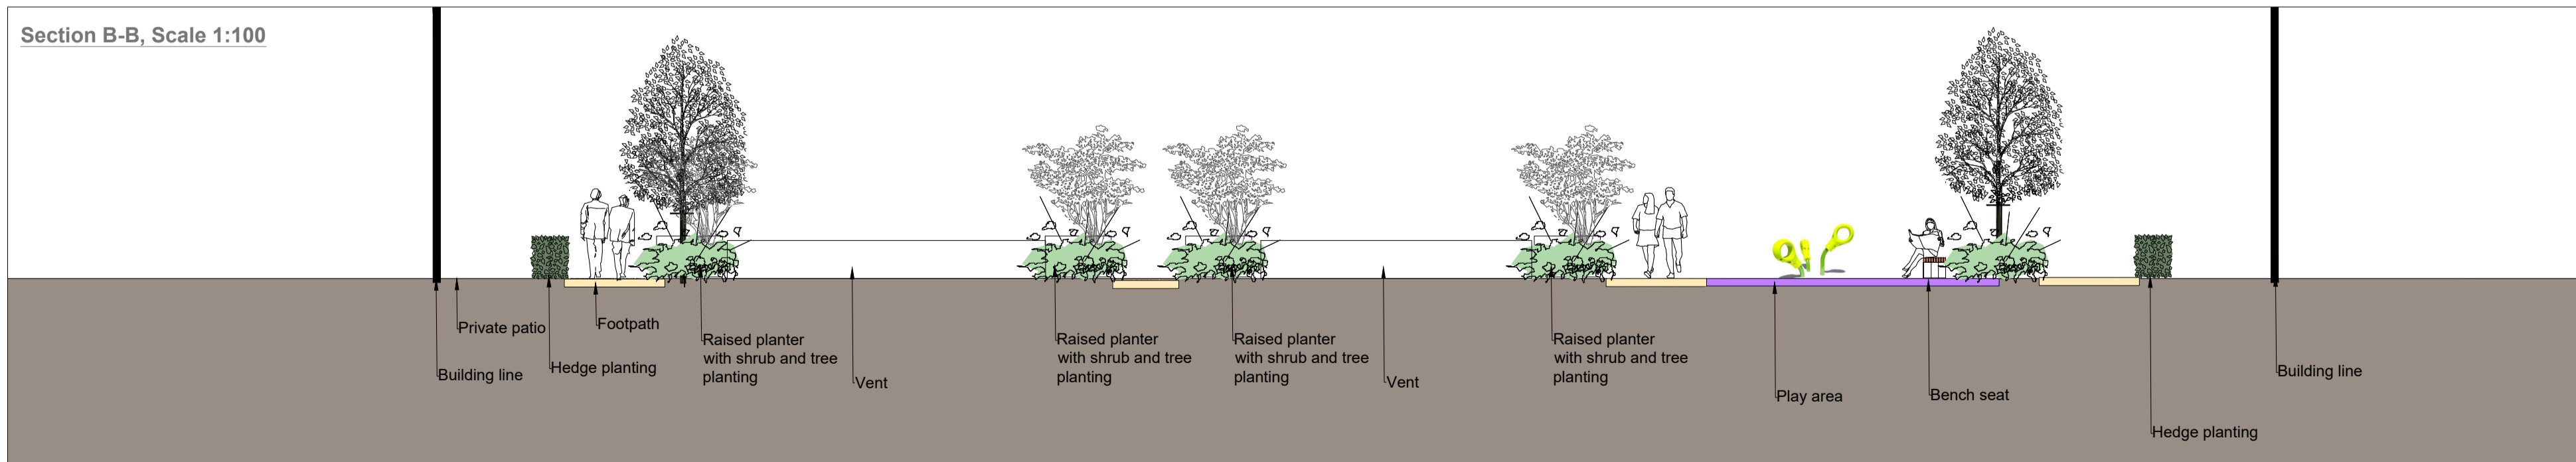 Section B-B, Scale 1:100
Private patio
Building line
Hedge planting
Footpath
Raised planter
with shrub and tree
planting
Vent
Raised planter
with shrub and tree
planting
Raised planter
with shrub and tree
planting
Vent
Raised planter
with shrub and tree
planting
Play area
Bench seat
Hedge planting
Building line